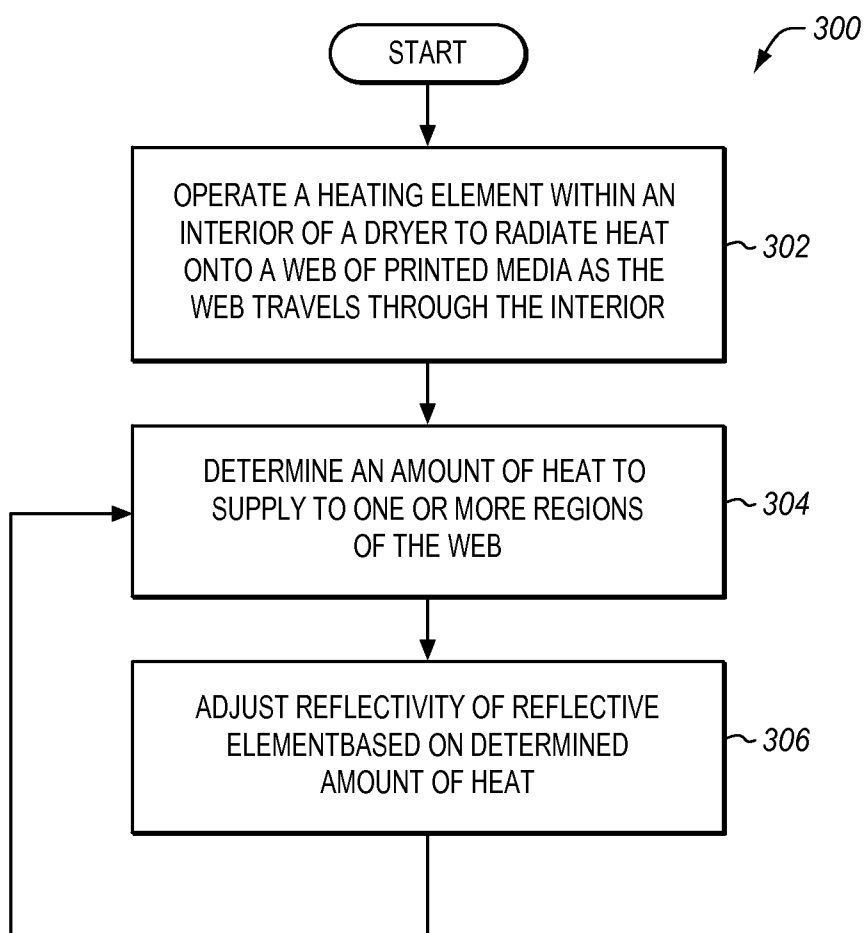 START
300
OPERATE A HEATING ELEMENT WITHIN AN
INTERIOR OF A DRYER TO RADIATE HEAT
ONTO A WEB OF PRINTED MEDIA AS THE
WEB TRAVELS THROUGH THE INTERIOR
302
DETERMINE AN AMOUNT OF HEAT TO
SUPPLY TO ONE OR MORE REGIONS
OF THE WEB
304
ADJUST REFLECTIVITY OF REFLECTIVE
ELEMENTBASED ON DETERMINED
AMOUNT OF HEAT
306